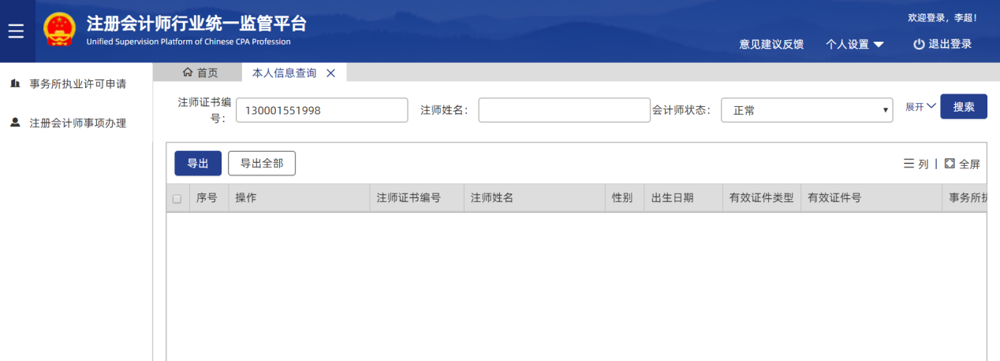 注册会计师行业统一监管平台
Unified Supervision Platform of Chinese CPA Profession
欢迎登录，李超！
意见建议反馈 个人设置 退出登录
事务所执业许可申请
注册会计师事项办理
首页 本人信息查询
注师证书编号： 130001551998 注师姓名： 会计师状态： 正常 展开 搜索
导出 导出全部 列 | 全屏
序号 操作 注师证书编号 注师姓名 性别 出生日期 有效证件类型 有效证件号 事务所执